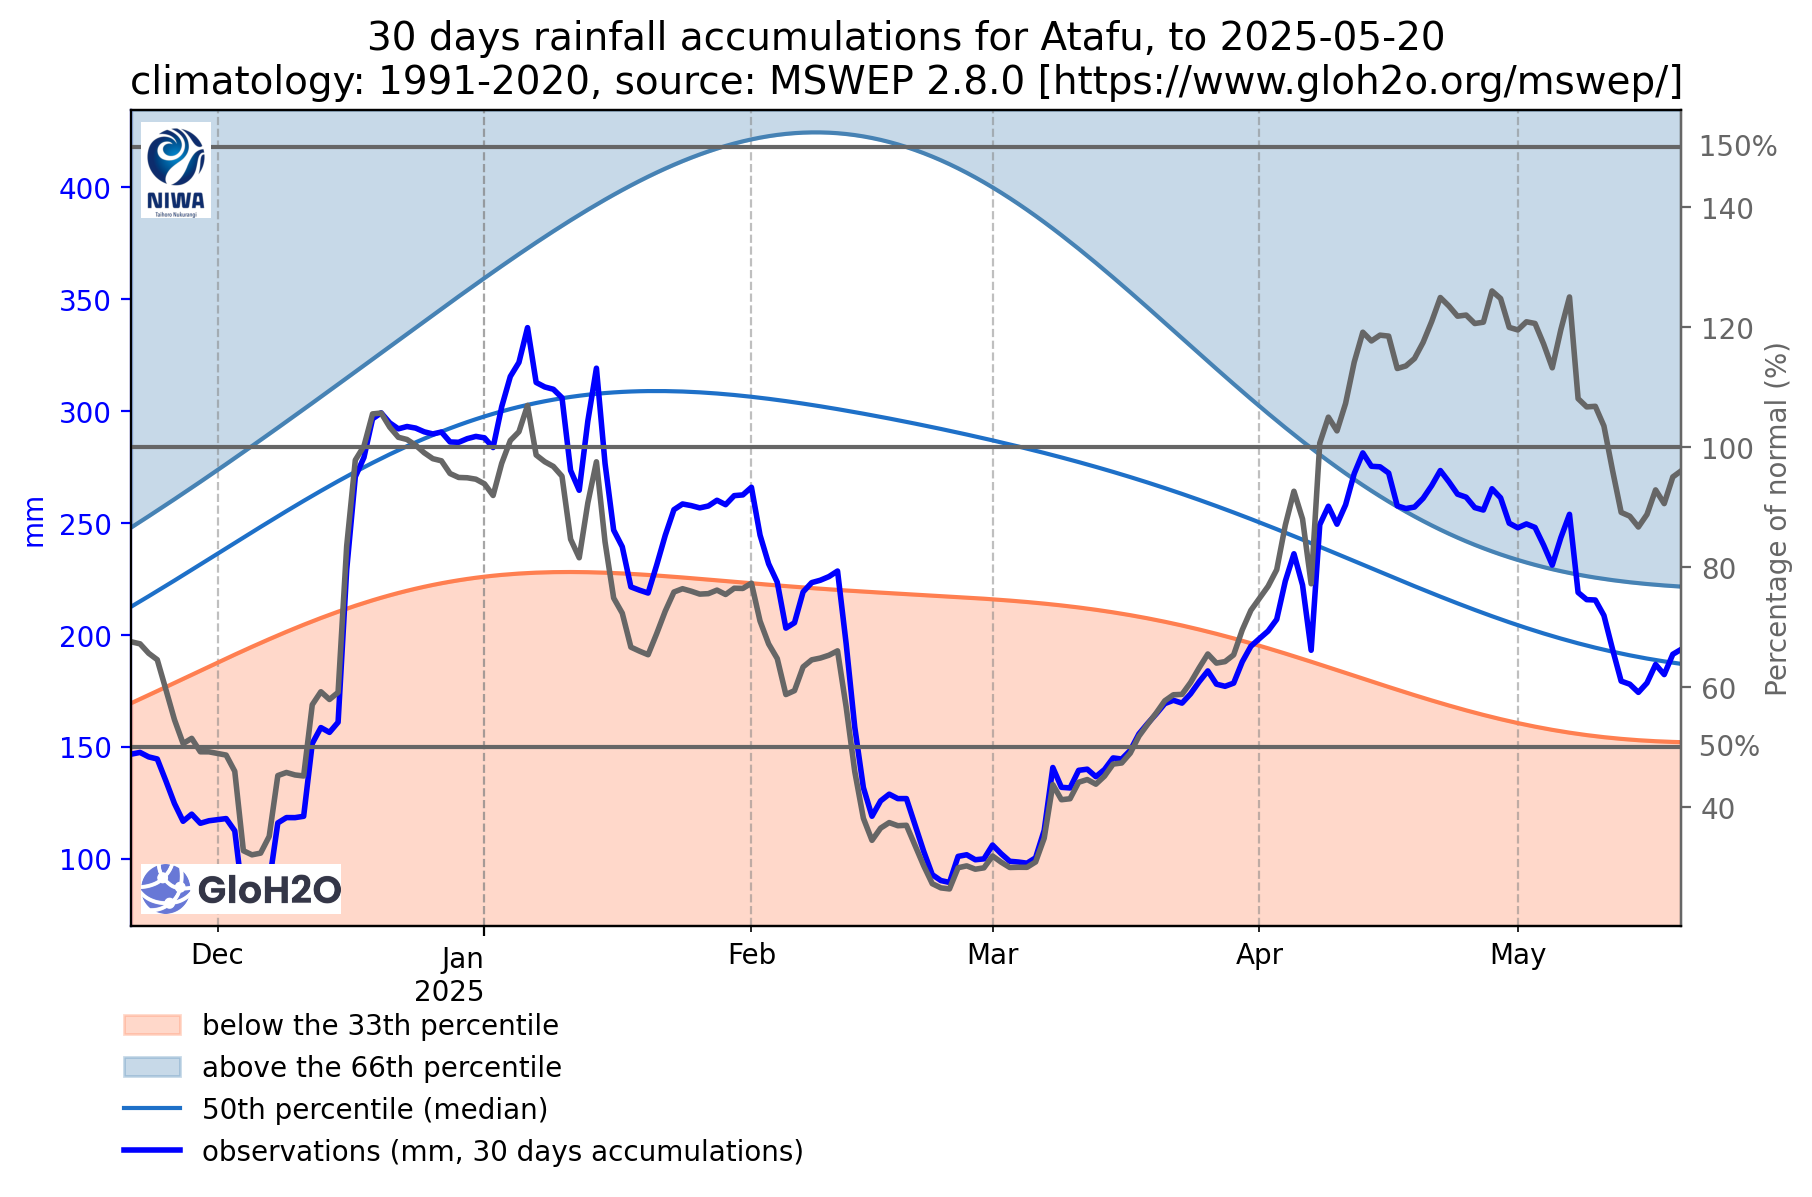 30 days rainfall accumulations for Atafu, to 2025-05-20
climatology: 1991-2020, source: MSWEP 2.8.0 [https://www.gloh2o.org/mswep/]
NIWA
Taihoro Nukurangi
400
350
300
250
200
150
100
mm
150%
140
120
100
80
60
50%
40
Percentage of normal (%)
GloH2O
Dec
Jan
2025
Feb
Mar
Apr
May
below the 33th percentile
above the 66th percentile
50th percentile (median)
observations (mm, 30 days accumulations)